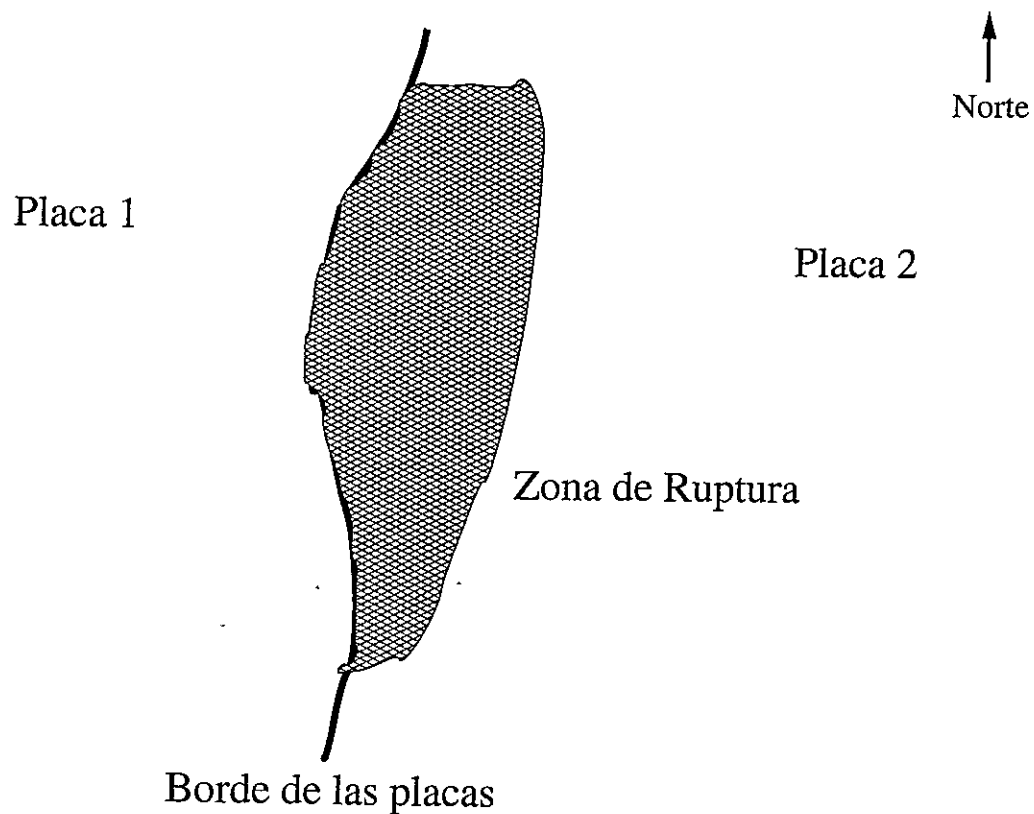 Norte
Placa 1
Placa 2
Zona de Ruptura
Borde de las placas